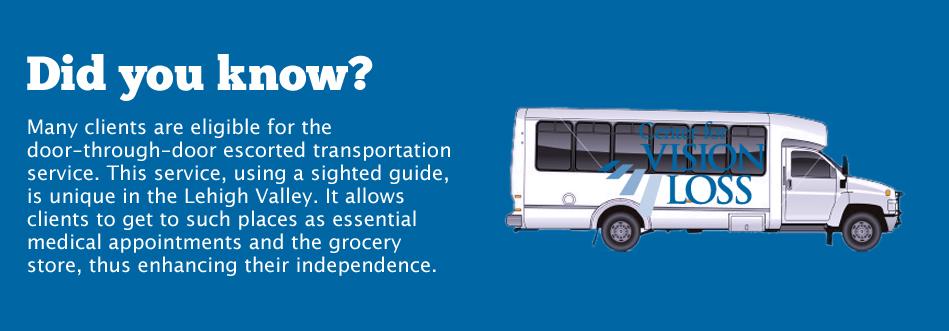 Did you know?
Many clients are eligible for the
door-through-door escorted transportation
service. This service, using a sighted guide,
is unique in the Lehigh Valley. It allows
clients to get to such places as essential
medical appointments and the grocery
store, thus enhancing their independence.
Center for
VISION
LOSS